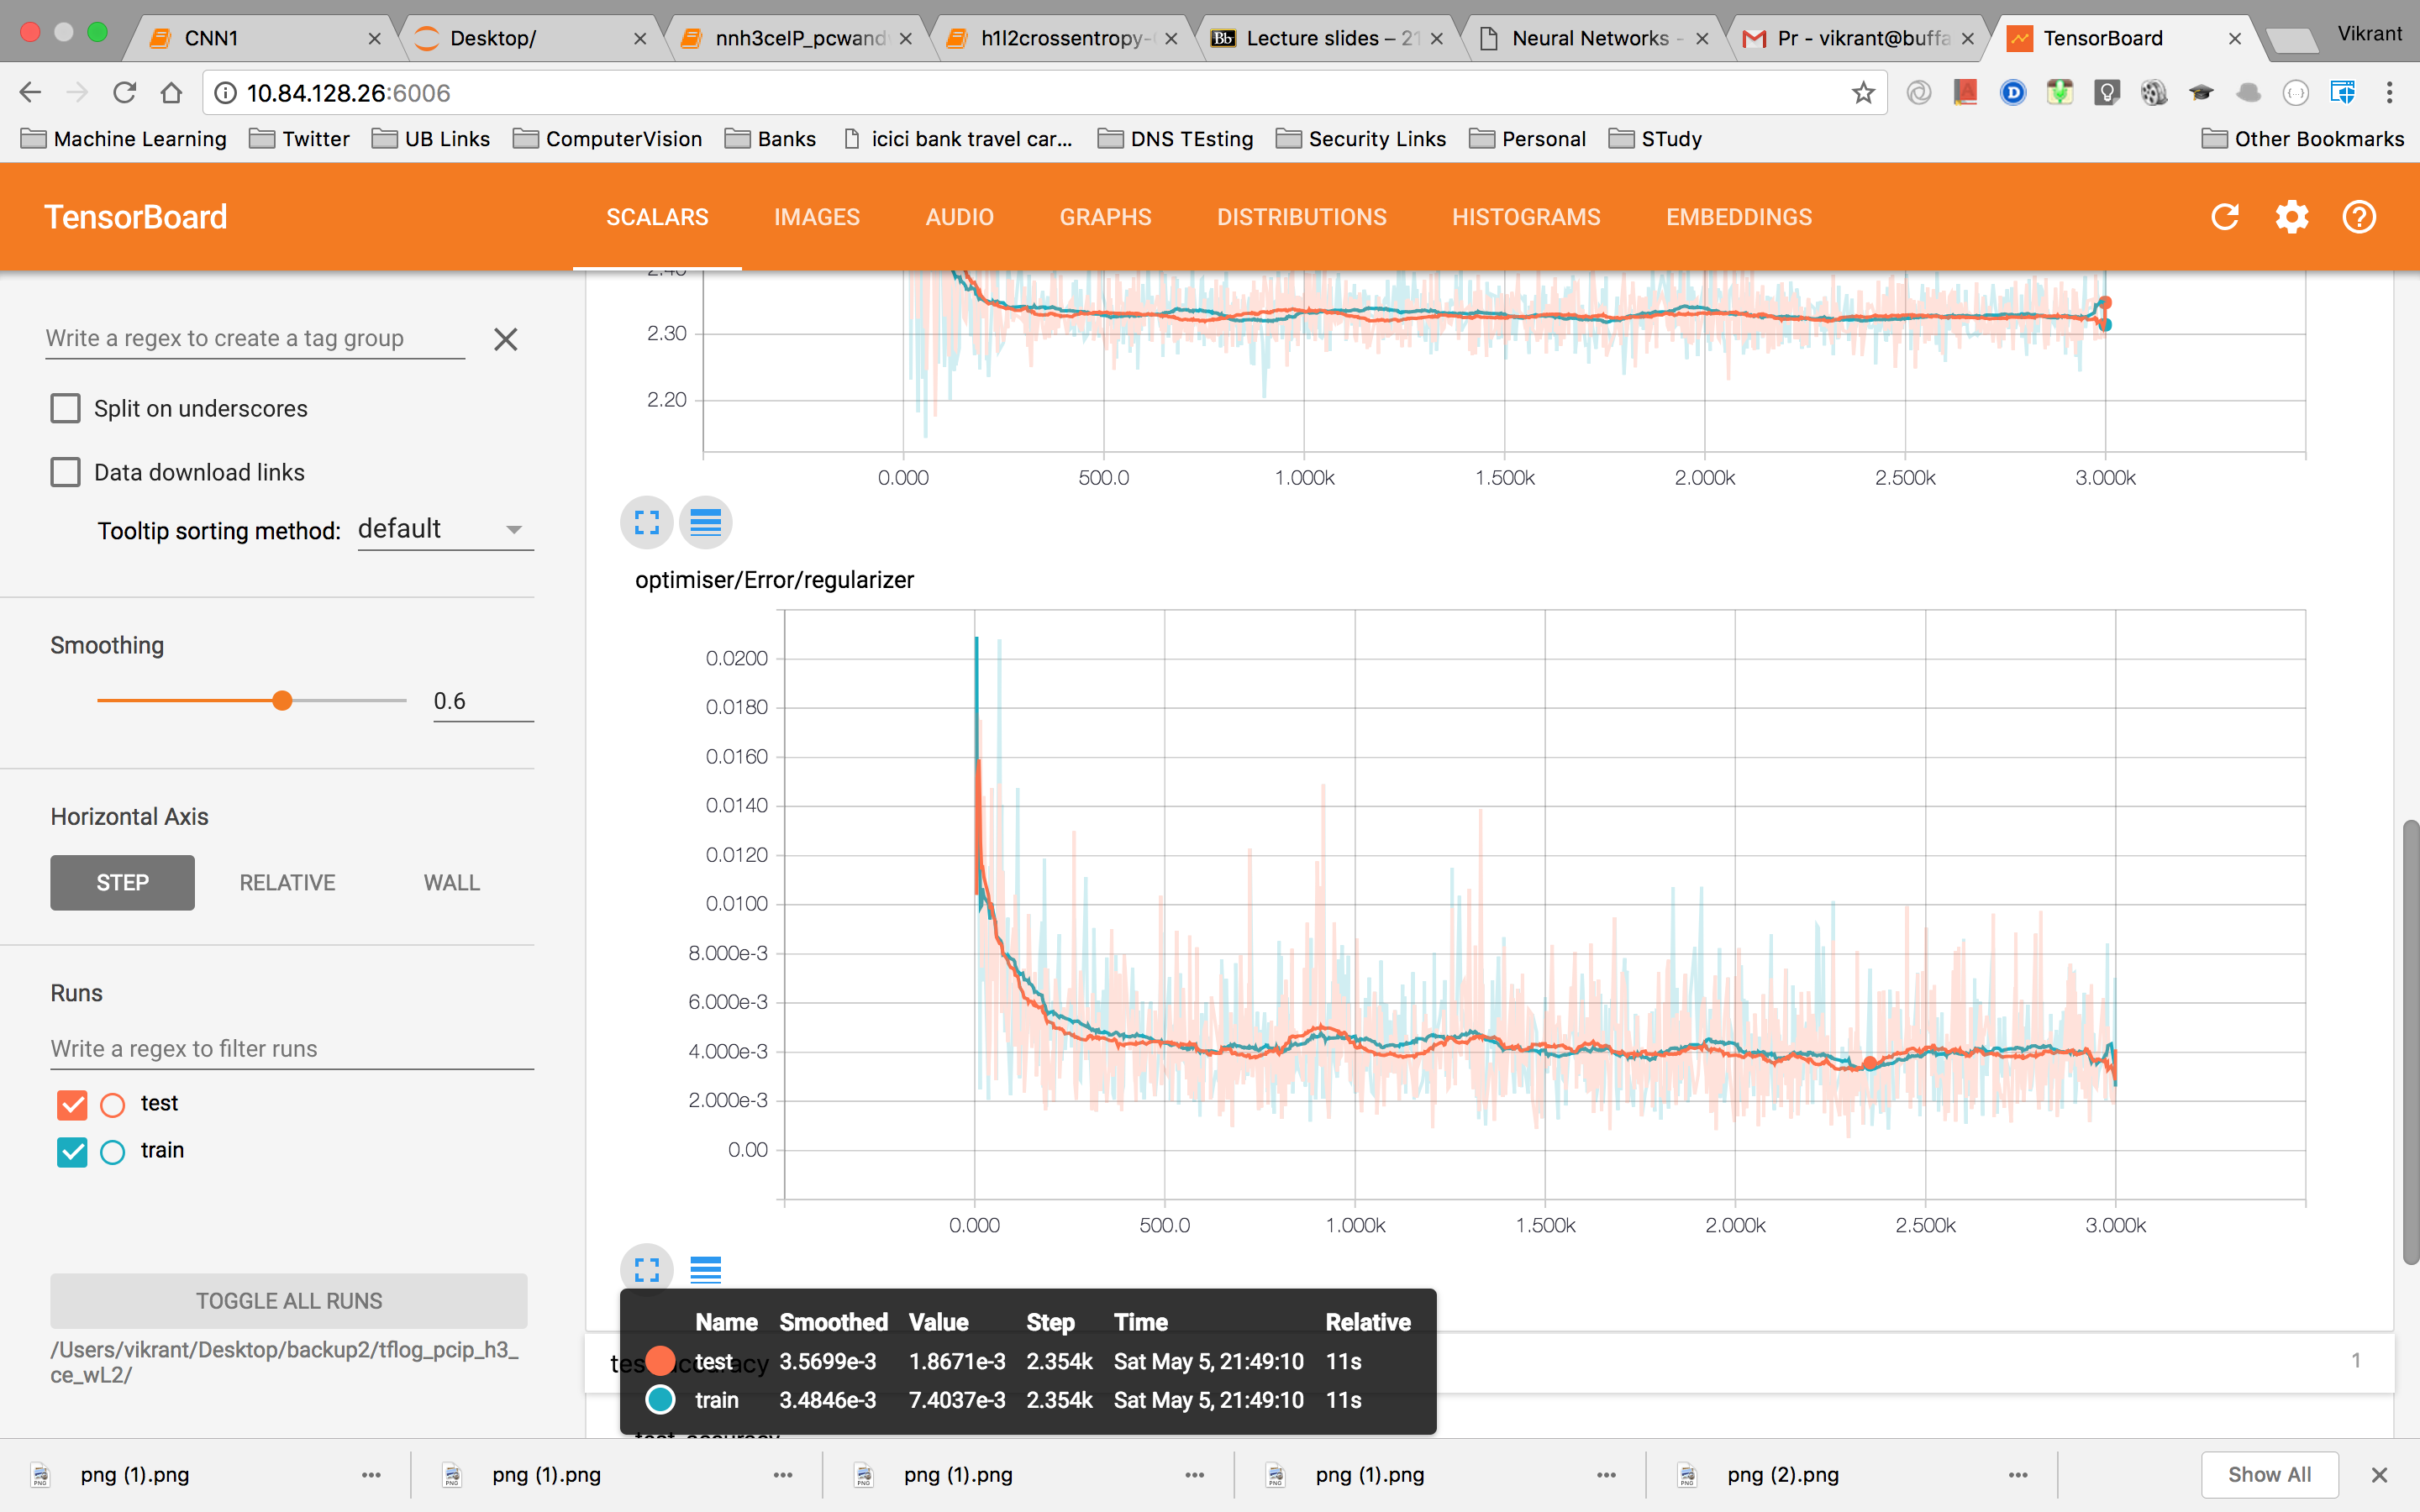 CNN1
Desktop/
nnh3ceIP_pcwand
h1l2crossentropy-
Lecture slides – 21
Neural Networks -
Pr - vikrant@buffa
TensorBoard
Vikrant
10.84.128.26:6006
Machine Learning
Twitter
UB Links
ComputerVision
Banks
icici bank travel car...
DNS TEsting
Security Links
Personal
STudy
Other Bookmarks
TensorBoard
SCALARS
IMAGES
AUDIO
GRAPHS
DISTRIBUTIONS
HISTOGRAMS
EMBEDDINGS
Write a regex to create a tag group
Split on underscores
Data download links
Tooltip sorting method: default
Smoothing
0.6
Horizontal Axis
STEP
RELATIVE
WALL
Runs
Write a regex to filter runs
test
train
TOGGLE ALL RUNS
/Users/vikrant/Desktop/backup2/tflog_pcip_h3_
ce_wL2/
2.40
2.30
2.20
0.000 500.0 1.000k 1.500k 2.000k 2.500k 3.000k
optimiser/Error/regularizer
0.0200
0.0180
0.0160
0.0140
0.0120
0.0100
8.000e-3
6.000e-3
4.000e-3
2.000e-3
0.00
0.000 500.0 1.000k 1.500k 2.000k 2.500k 3.000k
Name Smoothed Value Step Time Relative
test 3.5699e-3 1.8671e-3 2.354k Sat May 5, 21:49:10 11s
train 3.4846e-3 7.4037e-3 2.354k Sat May 5, 21:49:10 11s
1
png (1).png
png (1).png
png (1).png
png (1).png
png (2).png
Show All